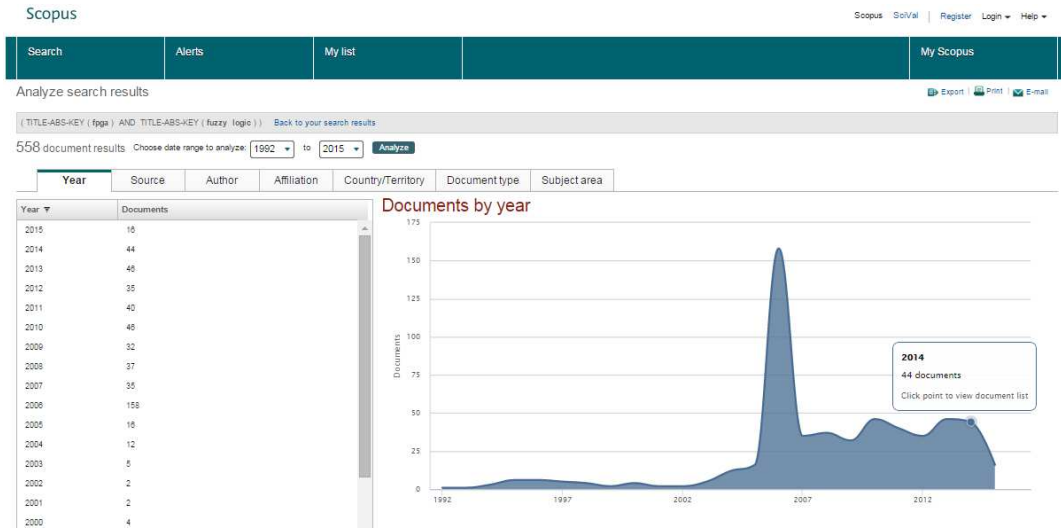 Scopus
Scopus SciVal | Register Login Help
Search Alerts My list My Scopus
Analyze search results
Export | Print | E-mail
( TITLE-ABS-KEY ( fpga ) AND TITLE-ABS-KEY ( fuzzy logic ) ) Back to your search results
558 document results Choose date range to analyze: 1992 to 2015 Analyze
Year Source Author Affiliation Country/Territory Document type Subject area
Year Documents
2015 16
2014 44
2013 46
2012 35
2011 40
2010 46
2009 32
2008 37
2007 35
2006 158
2005 16
2004 12
2003 5
2002 2
2001 2
2000 4
Documents by year
175
150
125
100
75
50
25
0
Documents
1992 1997 2002 2007 2012
2014
44 documents
Click point to view document list